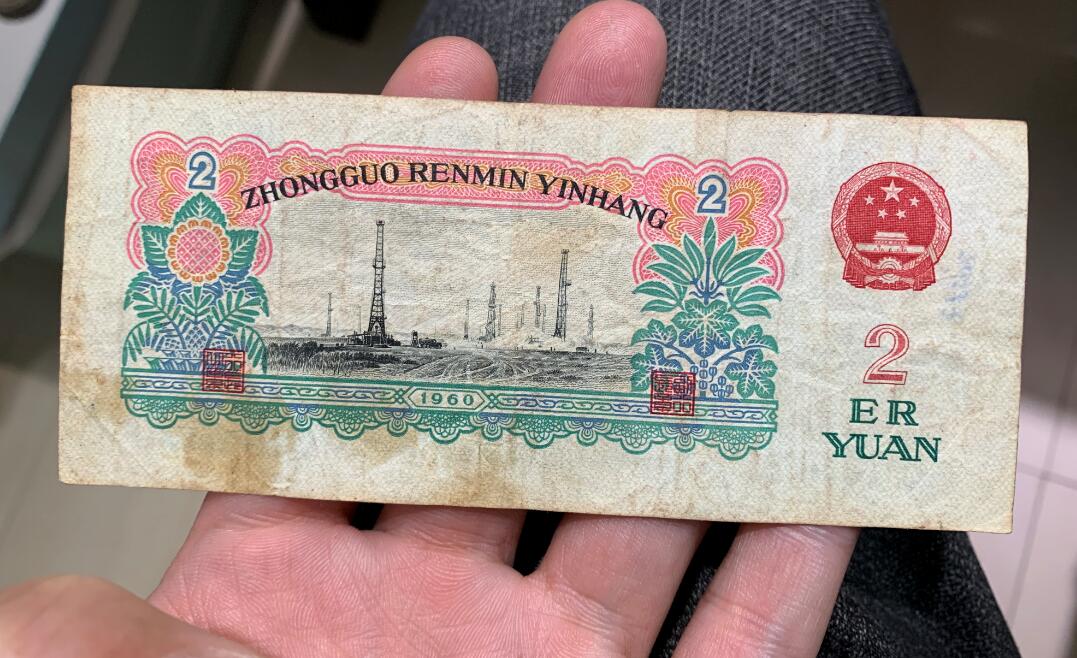 2
2
ZHONGGUO RENMIN YINHANG
1960
2
ER
YUAN